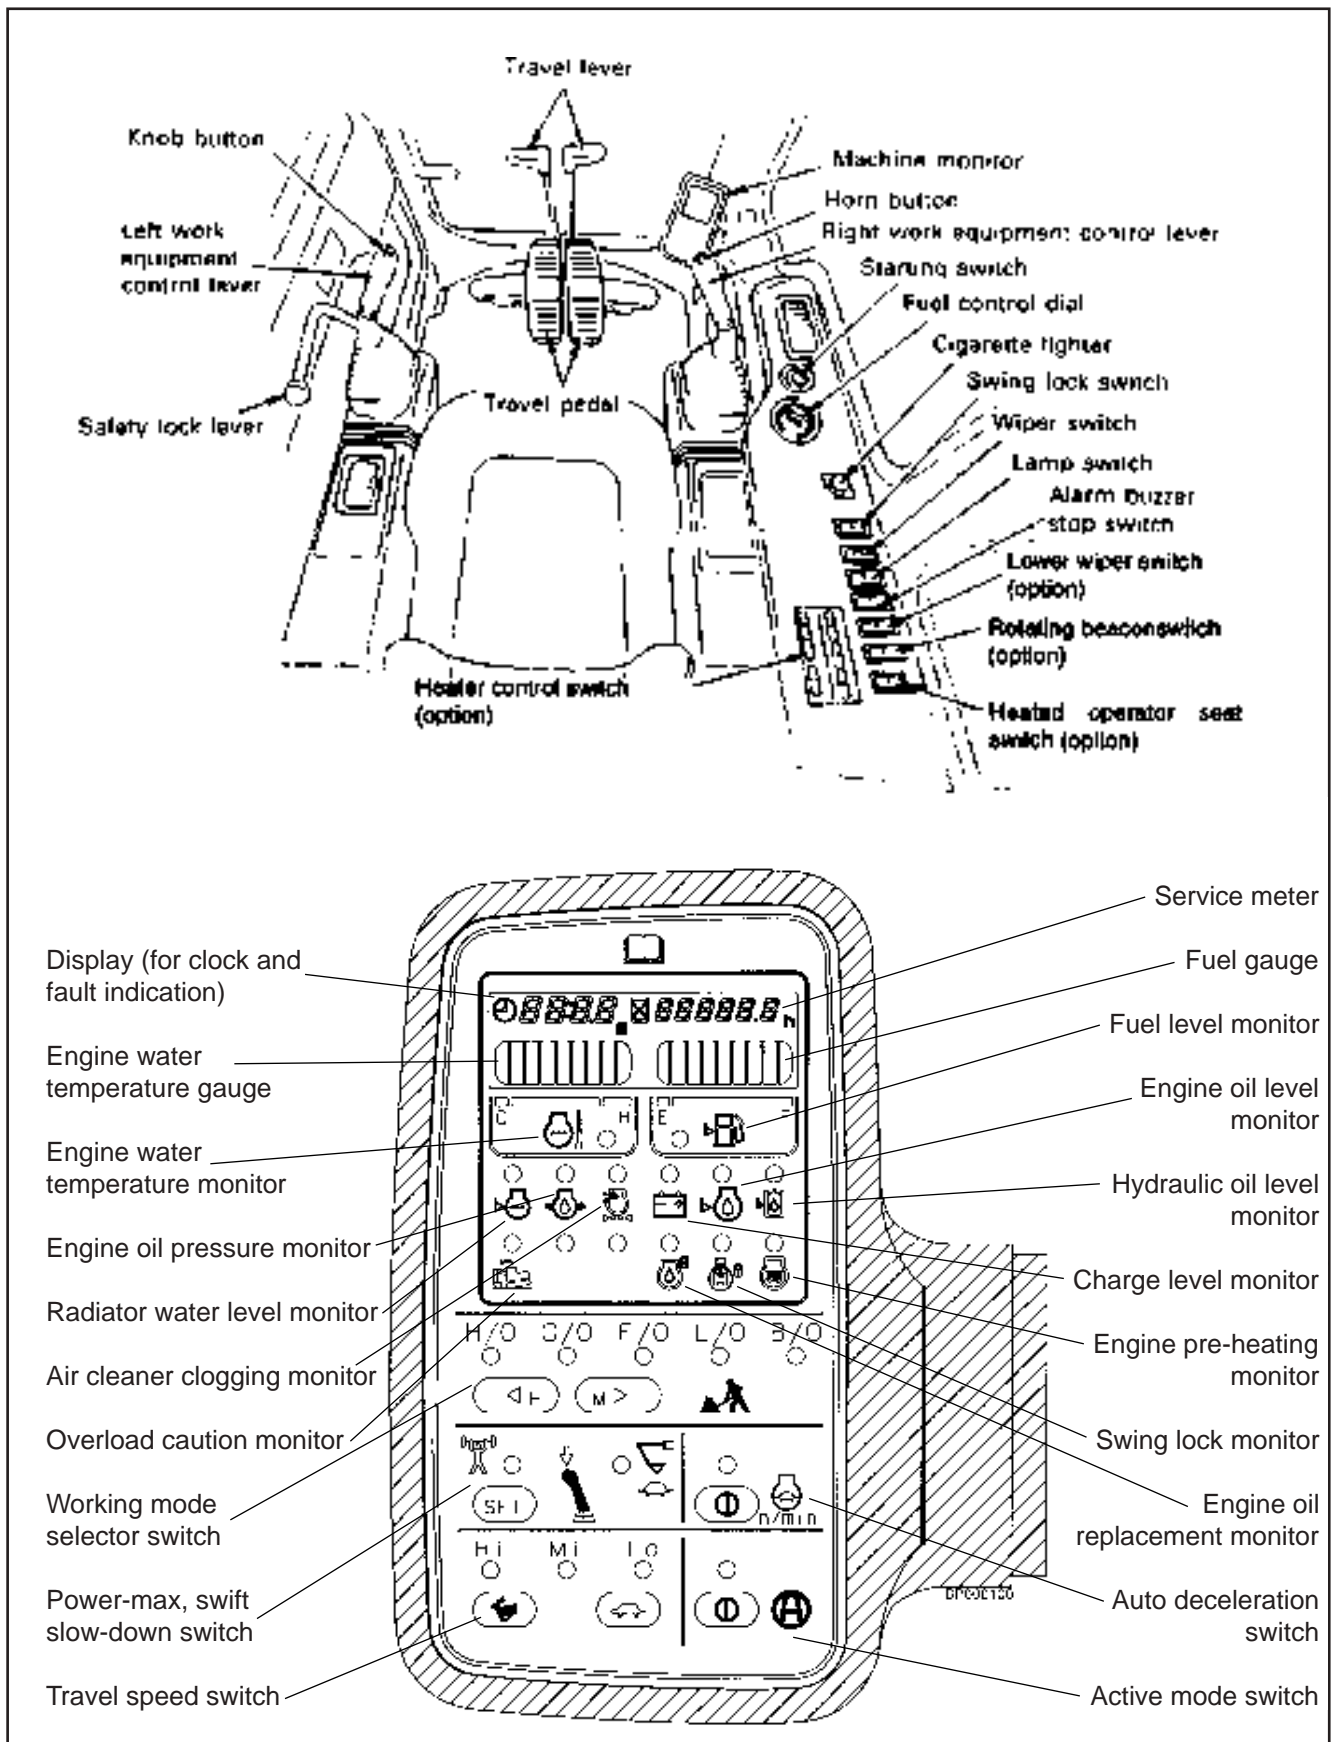 Travel lever
Knob button
Machine monitor
Horn button
Left work
equipment
control lever
Right work equipment control lever
Starting switch
Fuel control dial
Cigarette lighter
Swing lock switch
Safety lock lever
Travel pedal
Wiper switch
Lamp switch
Alarm buzzer
stop switch
Lower wiper switch
(option)
Rotating beaconswitch
(option)
Heater control switch
(option)
Heated operator seat
switch (option)
Service meter
Display (for clock and
fault indication)
Fuel gauge
Fuel level monitor
88:88 88888.8 h
Engine water
temperature gauge
Engine oil level
monitor
C H E
Engine water
temperature monitor
Hydraulic oil level
monitor
Engine oil pressure monitor
Charge level monitor
Radiator water level monitor
H/O G/O F/O L/O B/O
Engine pre-heating
monitor
Air cleaner clogging monitor
M
Overload caution monitor
Swing lock monitor
Working mode
selector switch
SET
n/min
Engine oil
replacement monitor
Hi Mi Lo
Power-max, swift
slow-down switch
Auto deceleration
switch
A
Travel speed switch
Active mode switch